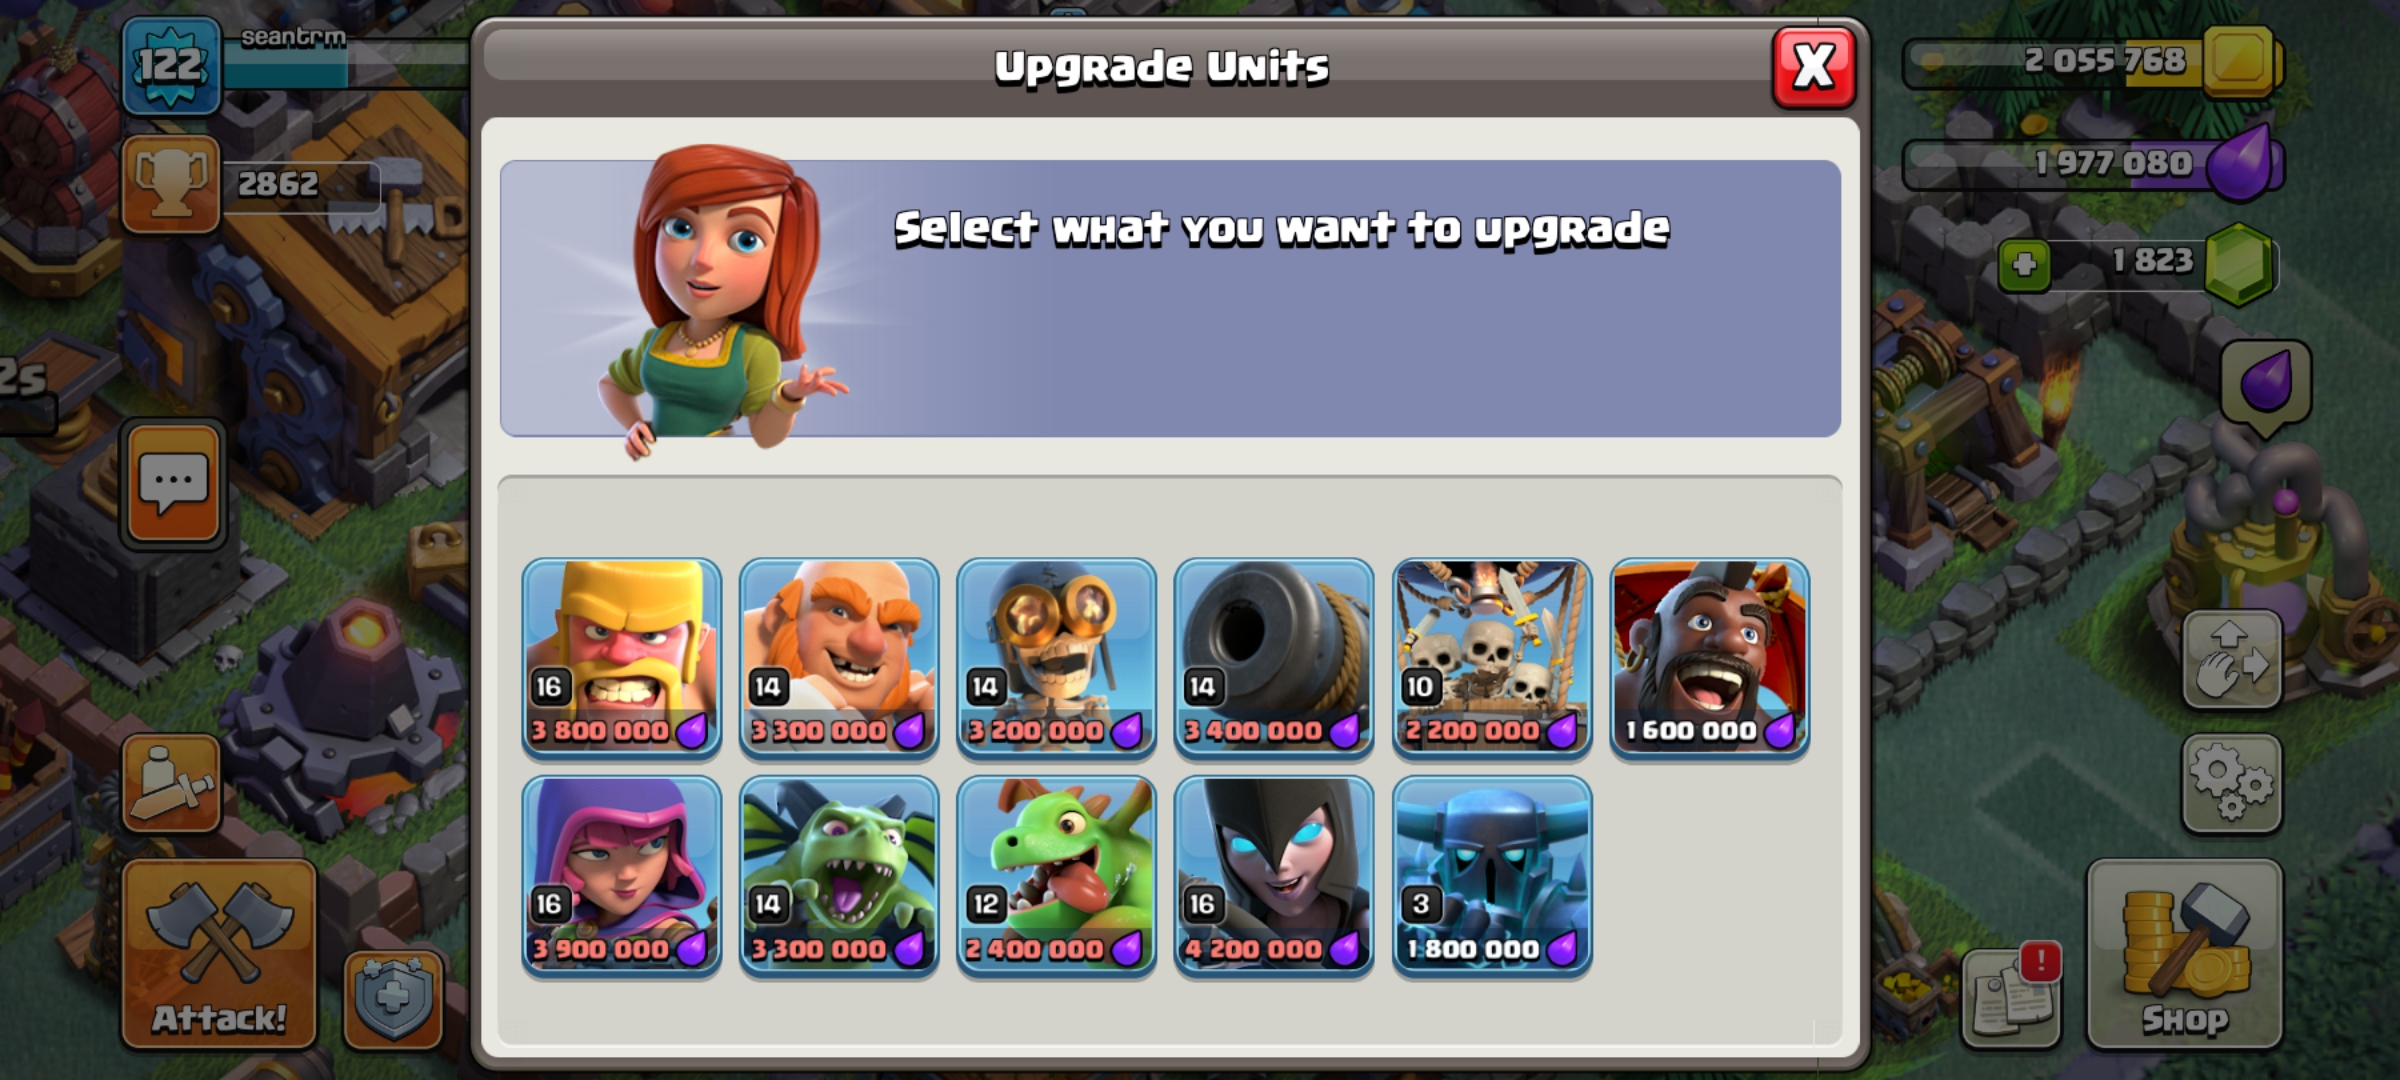 122
seantrm
Upgrade Units
X
2 055 768
2862
1 977 080
Select what you want to upgrade
1 823
2s
16
14
14
14
10
3 800 000
3 300 000
3 200 000
3 400 000
2 200 000
1 600 000
16
14
12
16
3
3 900 000
3 300 000
2 400 000
4 200 000
1 800 000
!
Attack!
Shop